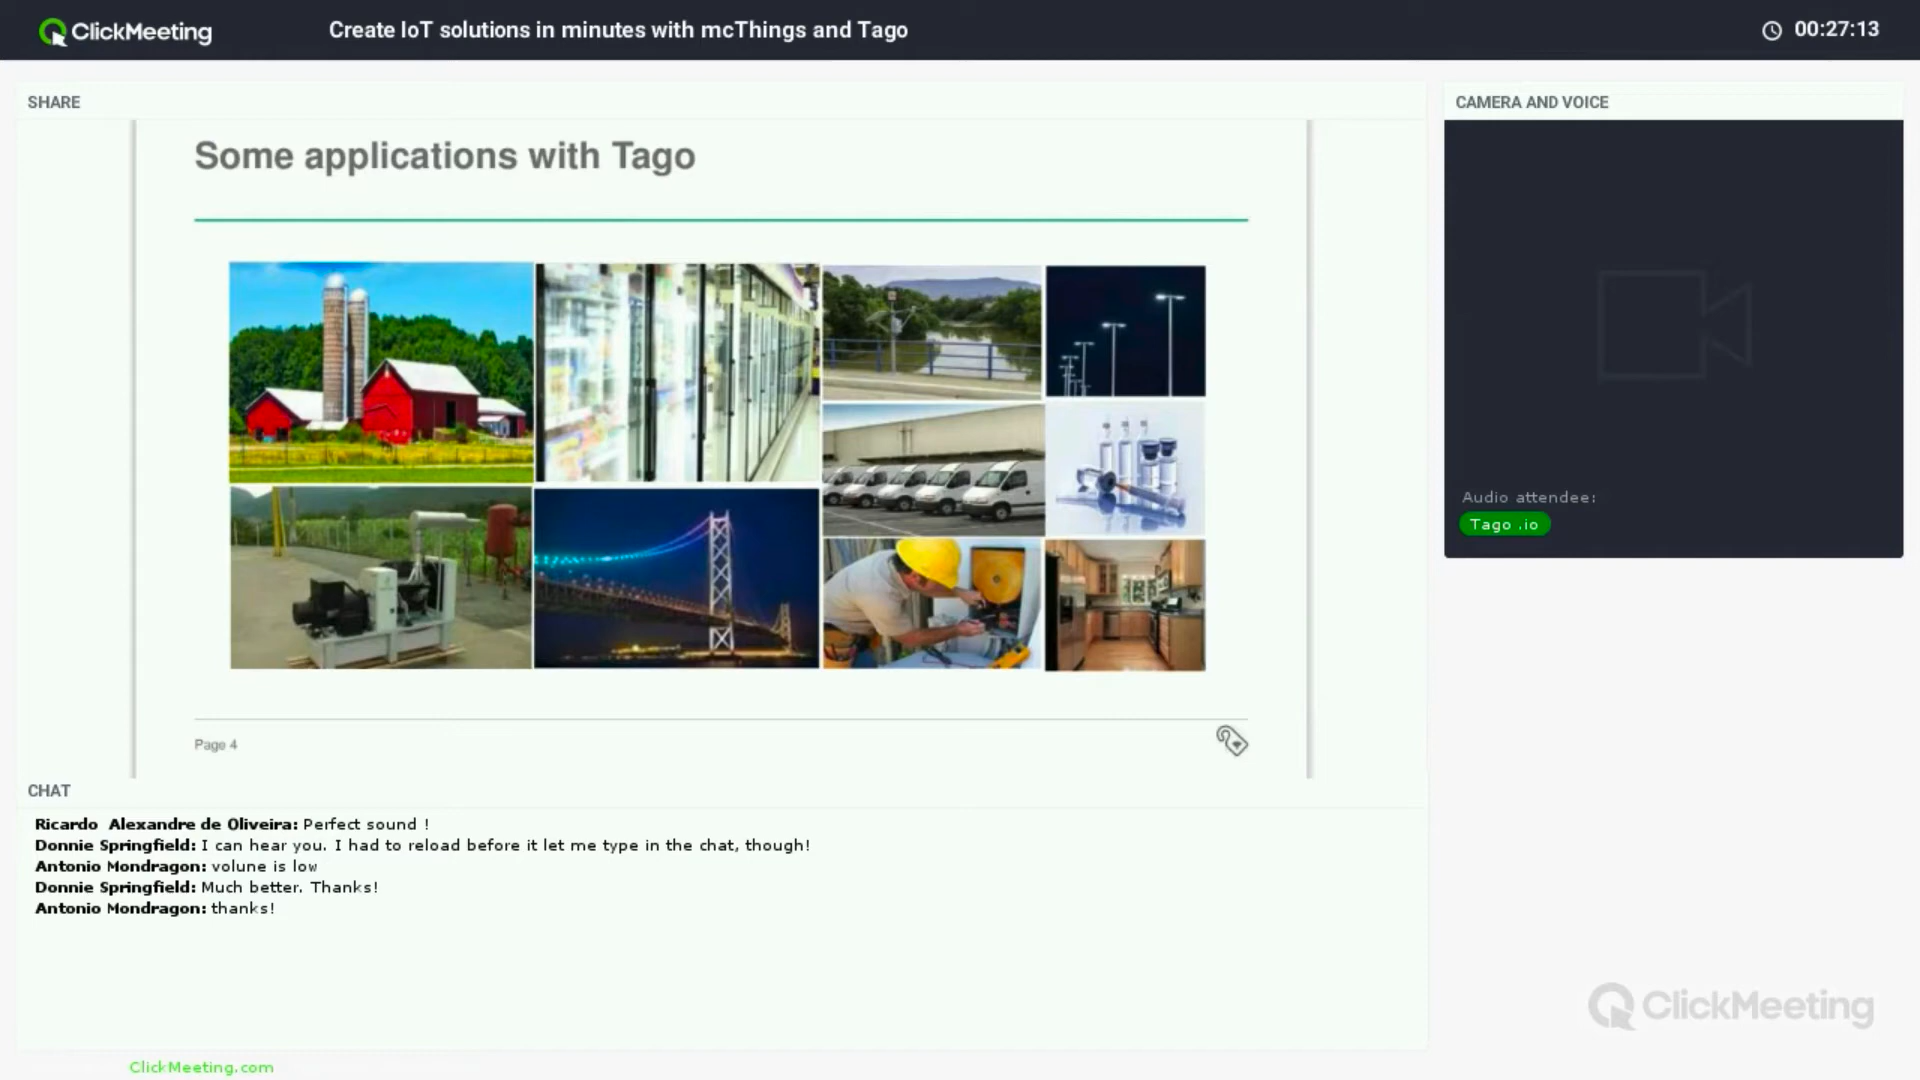 ClickMeeting
Create IoT solutions in minutes with mcThings and Tago
00:27:13
SHARE
Some applications with Tago
Page 4
CAMERA AND VOICE
Audio attendee:
Tago .io
CHAT
Ricardo Alexandre de Oliveira: Perfect sound !
Donnie Springfield: I can hear you. I had to reload before it let me type in the chat, though!
Antonio Mondragon: volune is low
Donnie Springfield: Much better. Thanks!
Antonio Mondragon: thanks!
ClickMeeting
ClickMeeting.com